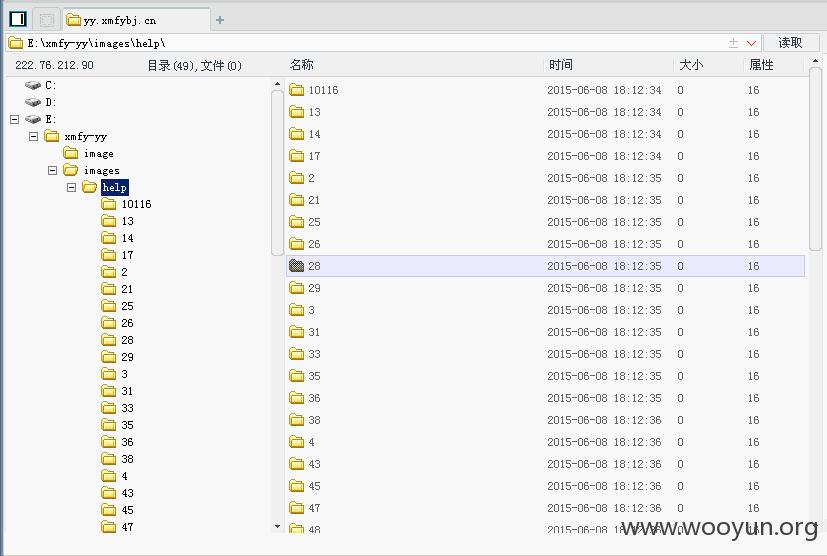 yy.xmfybj.cn
E:\xmfy-yy\images\help\ 读取
222.76.212.90 目录(49),文件(0) 名称 时间 大小 属性
C:
D:
E:
xmfy-yy
image
images
help
10116
13
14
17
2
21
25
26
28
29
3
31
33
35
36
38
4
43
45
47
10116 2015-06-08 18:12:34 0 16
13 2015-06-08 18:12:34 0 16
14 2015-06-08 18:12:34 0 16
17 2015-06-08 18:12:34 0 16
2 2015-06-08 18:12:35 0 16
21 2015-06-08 18:12:35 0 16
25 2015-06-08 18:12:35 0 16
26 2015-06-08 18:12:35 0 16
28 2015-06-08 18:12:35 0 16
29 2015-06-08 18:12:35 0 16
3 2015-06-08 18:12:35 0 16
31 2015-06-08 18:12:35 0 16
33 2015-06-08 18:12:35 0 16
35 2015-06-08 18:12:35 0 16
36 2015-06-08 18:12:35 0 16
38 2015-06-08 18:12:36 0 16
4 2015-06-08 18:12:36 0 16
43 2015-06-08 18:12:36 0 16
45 2015-06-08 18:12:36 0 16
47 2015-06-08 18:12:36 0 16
48 2015-06-08 18:12:36 0 16
www.wooyun.org